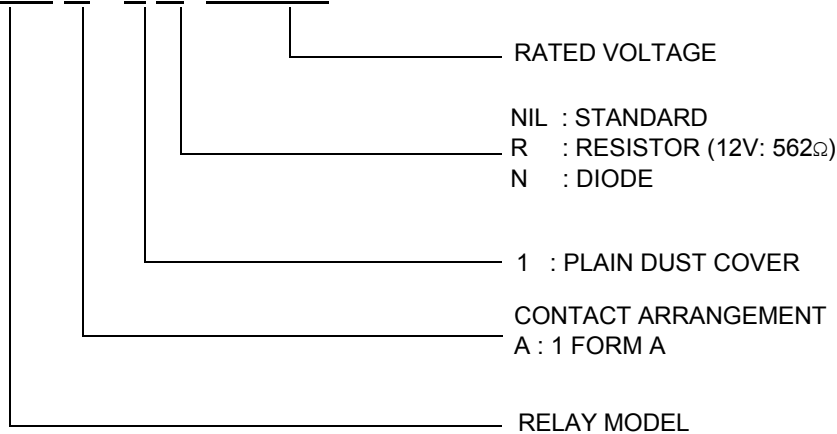 RATED VOLTAGE
NIL : STANDARD
R : RESISTOR (12V: 562Ω)
N : DIODE
1 : PLAIN DUST COVER
CONTACT ARRANGEMENT
A : 1 FORM A
RELAY MODEL